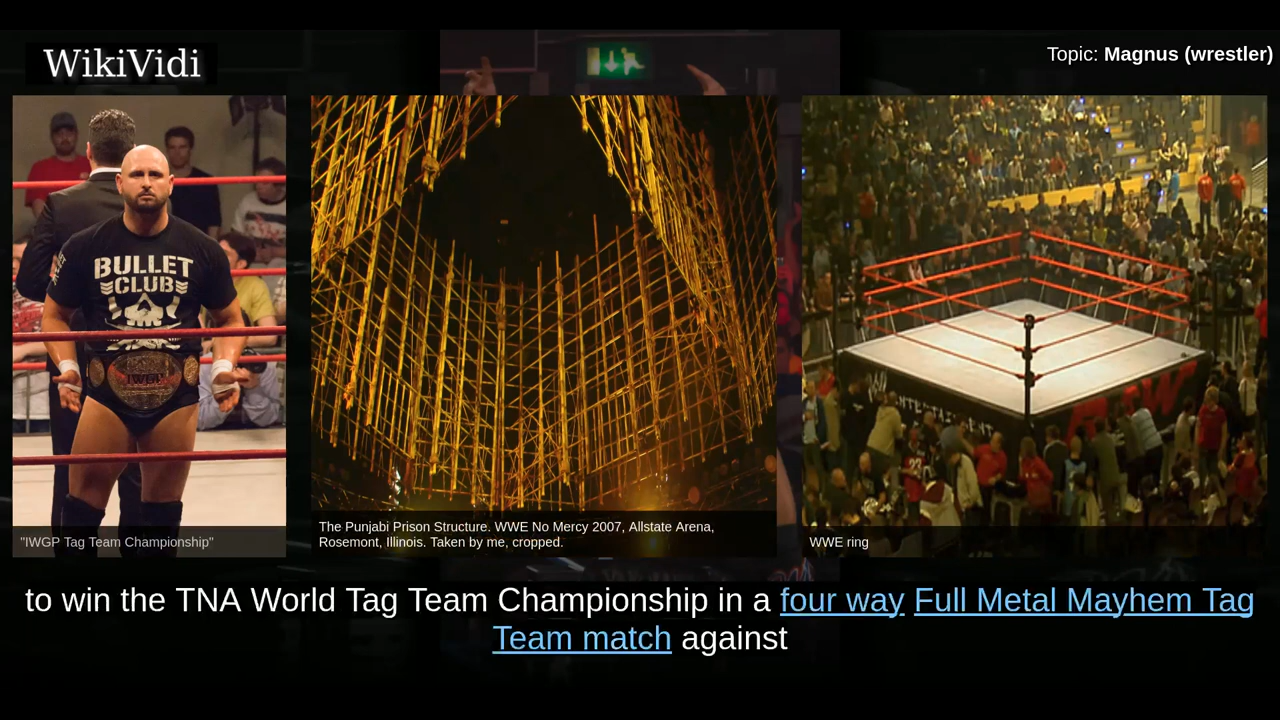 WikiVidi
Topic: Magnus (wrestler)
BULLET
CLUB
IWGP
"IWGP Tag Team Championship"
The Punjabi Prison Structure. WWE No Mercy 2007, Allstate Arena,
Rosemont, Illinois. Taken by me, cropped.
WWE ring
to win the TNA World Tag Team Championship in a four way Full Metal Mayhem Tag
Team match against